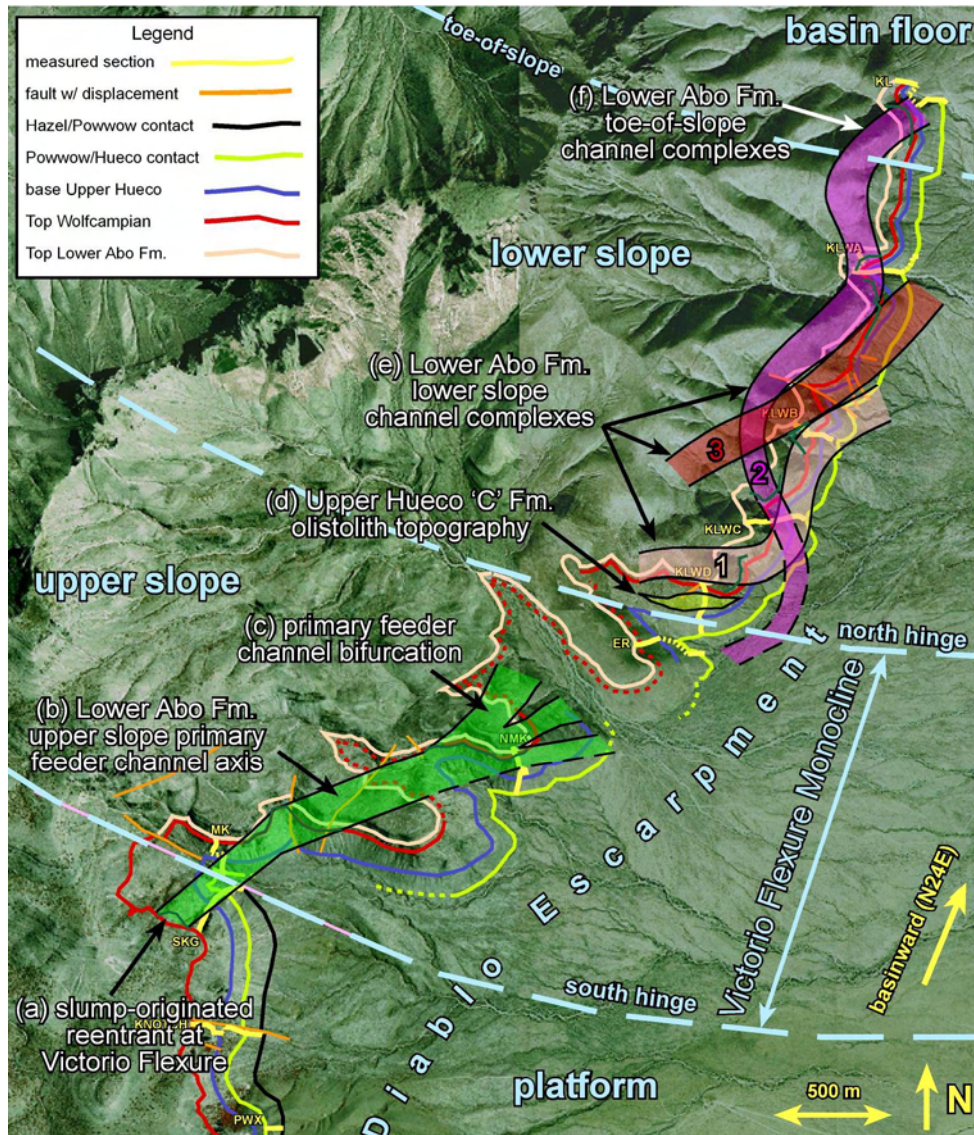 Legend
measured section
fault w/ displacement
Hazel/Powwow contact
Powwow/Hueco contact
base Upper Hueco
Top Wolfcampian
Top Lower Abo Fm.
toe-of-slope
basin floor
KL
(f) Lower Abo Fm.
toe-of-slope
channel complexes
lower slope
KLWA
(e) Lower Abo Fm.
lower slope
channel complexes
KLWB
3
2
(d) Upper Hueco 'C' Fm.
olistolith topography
KLWC
1
KLWD
upper slope
north hinge
ER
(c) primary feeder
channel bifurcation
(b) Lower Abo Fm.
upper slope primary
feeder channel axis
NMK
MK
SKG
(a) slump-originated
reentrant at
Victorio Flexure
KNOTCH
PWX
Diablo Escarpment
Victorio Flexure Monocline
south hinge
basinward (N24E)
platform
500 m
N